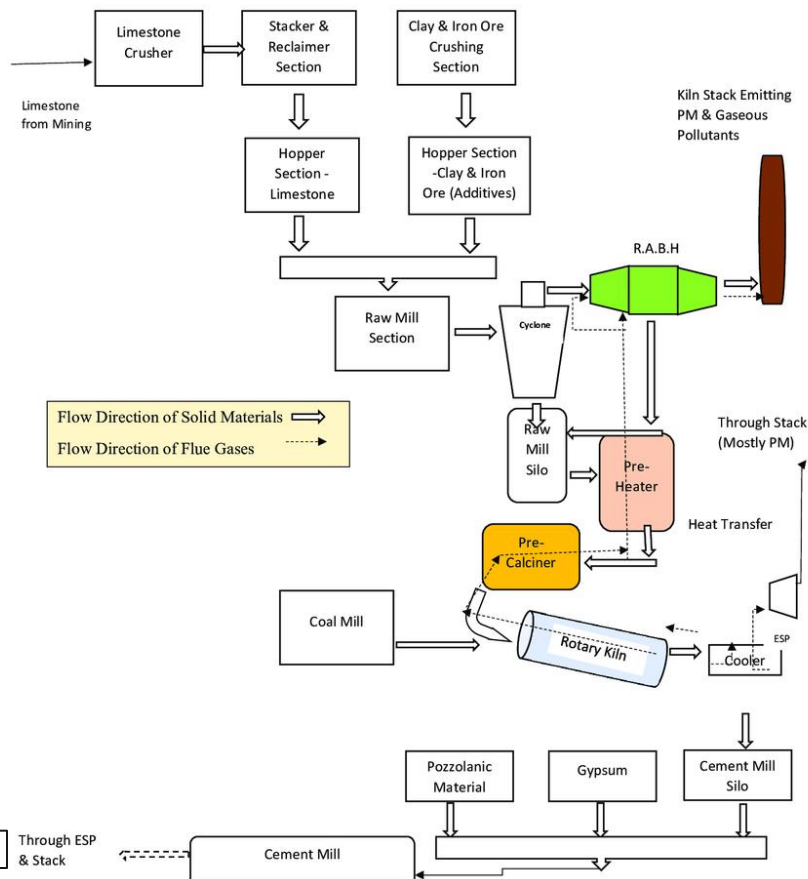 Limestone
Crusher
Stacker &
Reclaimer
Section
Clay & Iron Ore
Crushing
Section
Limestone
from Mining
Kiln Stack Emitting
PM & Gaseous
Pollutants
Hopper
Section -
Limestone
Hopper Section
-Clay & Iron
Ore (Additives)
R.A.B.H
Raw Mill
Section
Cyclone
Flow Direction of Solid Materials
Flow Direction of Flue Gases
Raw
Mill
Silo
Pre-
Heater
Through Stack
(Mostly PM)
Heat Transfer
Pre-
Calciner
Coal Mill
Rotary Kiln
ESP
Cooler
Pozzolanic
Material
Gypsum
Cement Mill
Silo
Through ESP
& Stack
Cement Mill